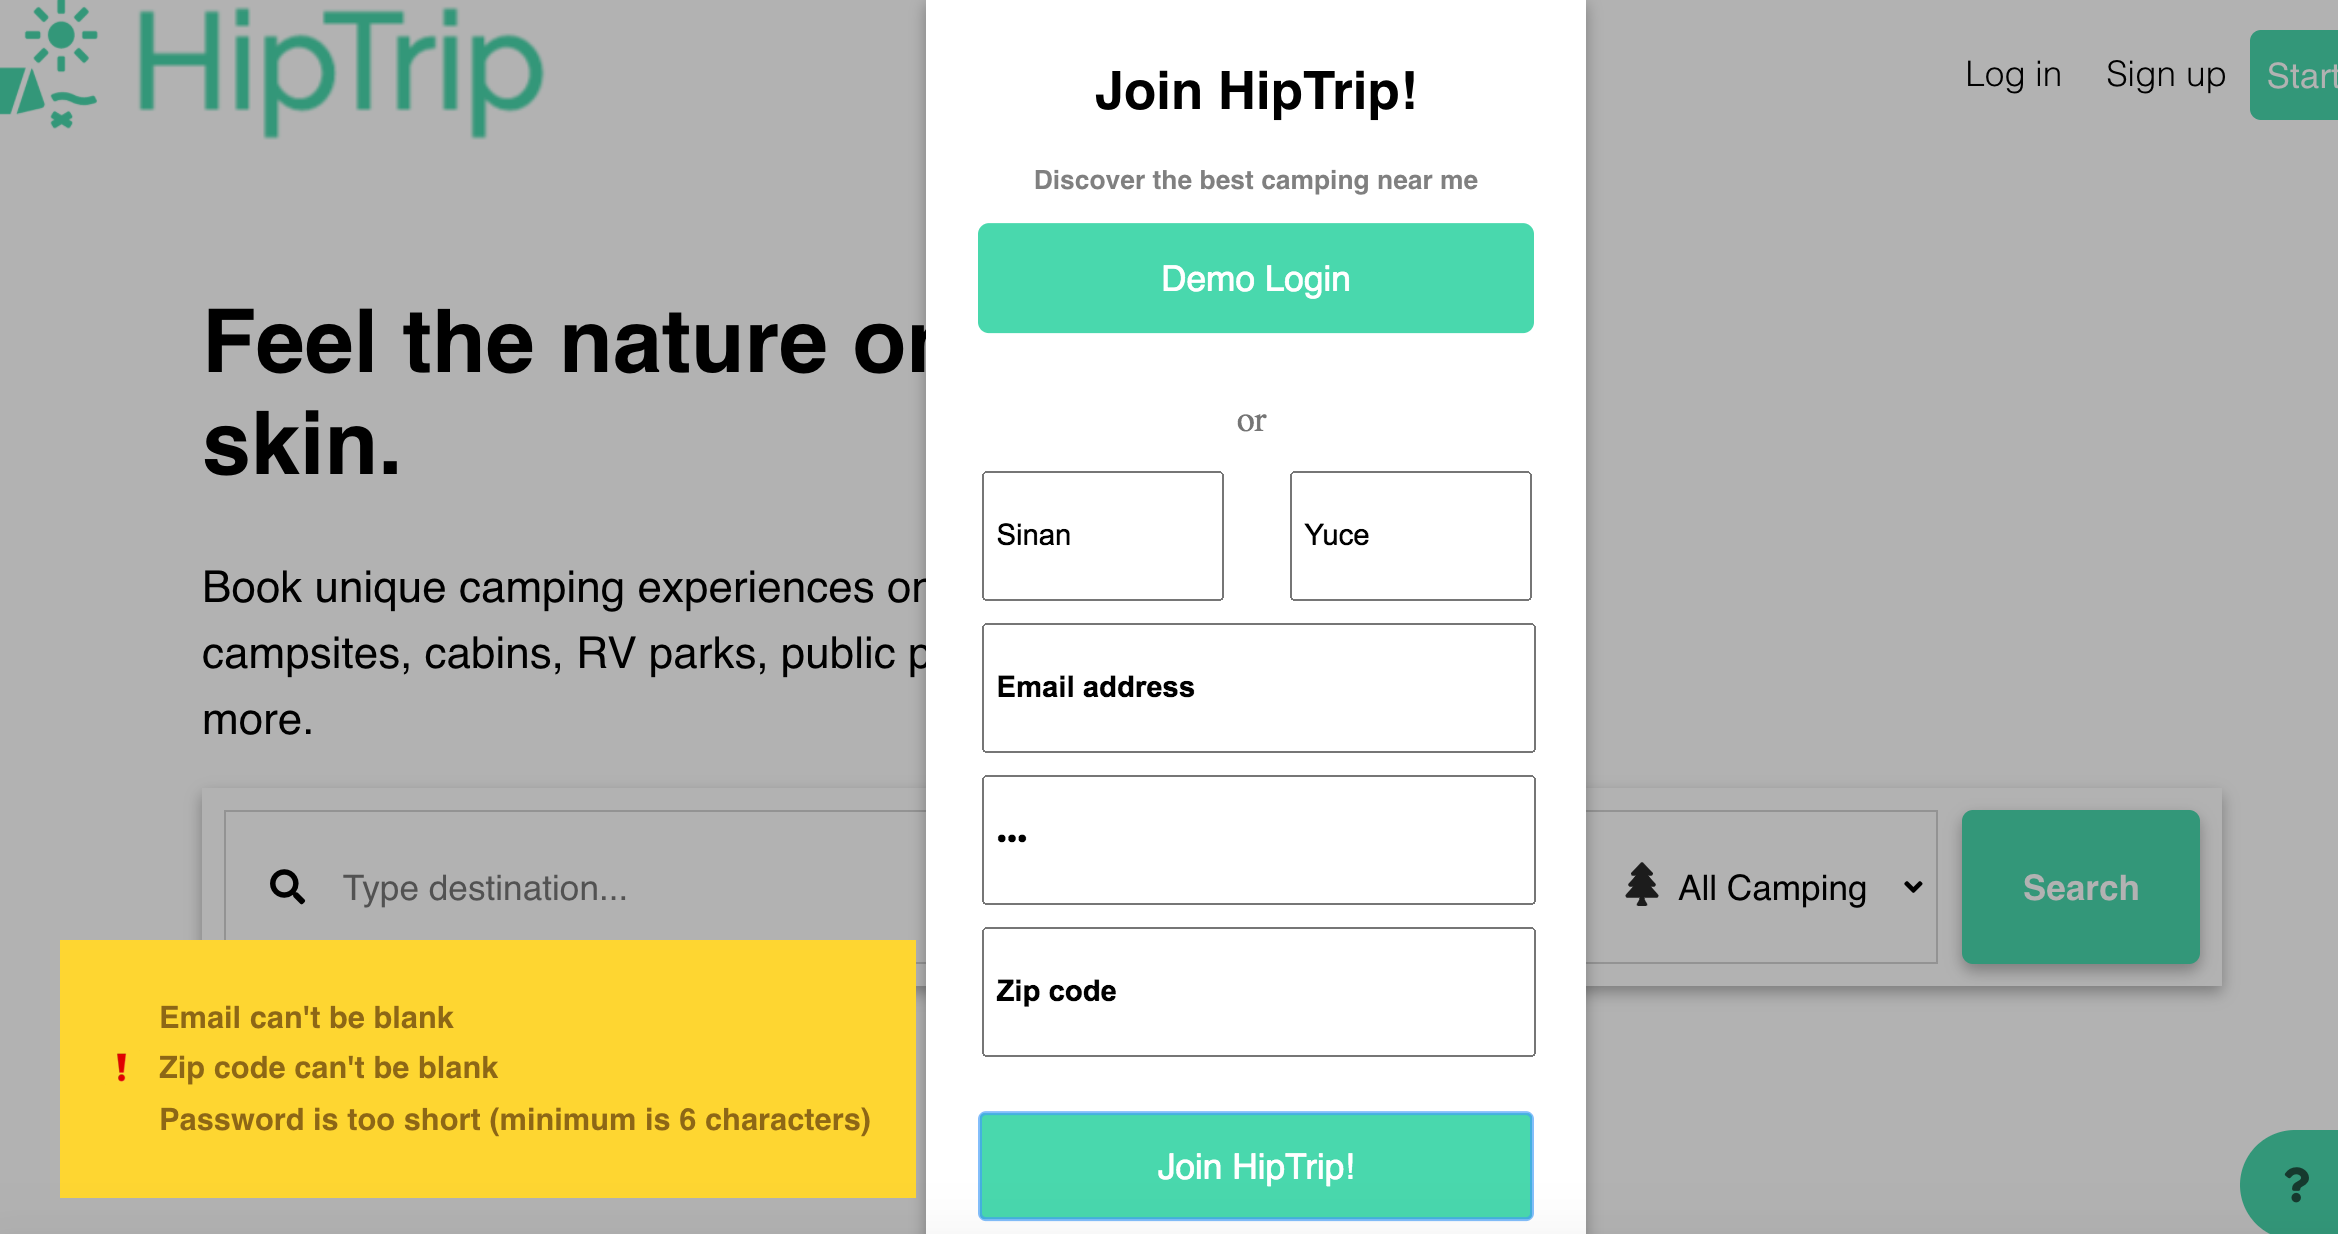 HipTrip
Log in
Sign up
Start
Feel the nature or
skin.
Book unique camping experiences or
campsites, cabins, RV parks, public p
more.
Type destination...
All Camping
Search
Join HipTrip!
Discover the best camping near me
Demo Login
or
Sinan
Yuce
Email address
•••
Zip code
Join HipTrip!
Email can't be blank
! Zip code can't be blank
Password is too short (minimum is 6 characters)
?